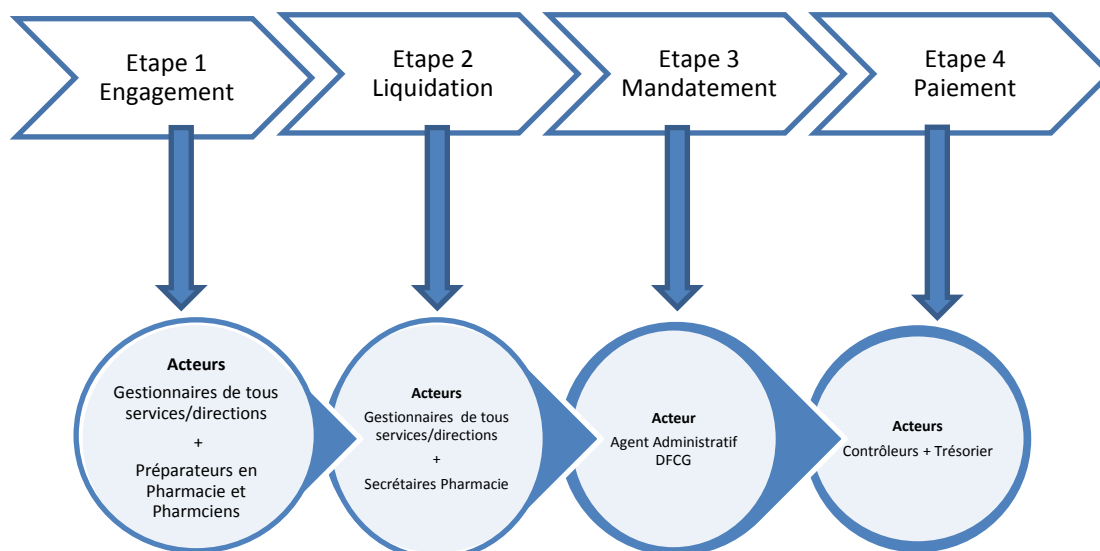 Etape 1
Engagement
Etape 2
Liquidation
Etape 3
Mandatement
Etape 4
Paiement
Acteurs
Gestionnaires de tous
services/directions
+
Préparateurs en
Pharmacie et
Pharmciens
Acteurs
Gestionnaires de tous
services/directions
+
Secrétaires Pharmacie
Acteur
Agent Administratif
DFCG
Acteurs
Contrôleurs + Trésorier